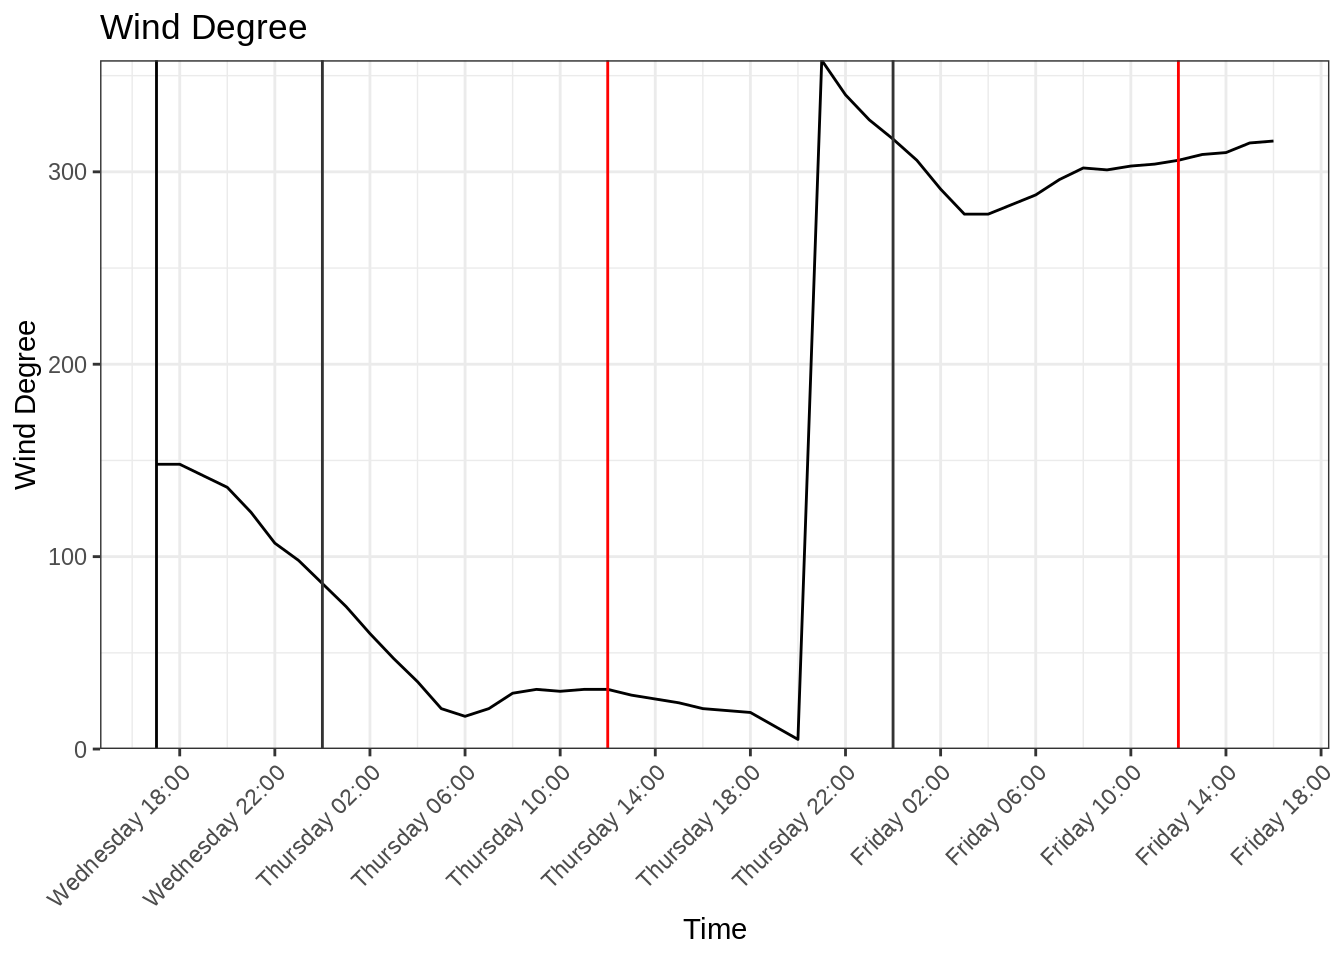 Wind Degree
Wind Degree
300
200
100
0
Wednesday 18:00
Wednesday 22:00
Thursday 02:00
Thursday 06:00
Thursday 10:00
Thursday 14:00
Thursday 18:00
Thursday 22:00
Friday 02:00
Friday 06:00
Friday 10:00
Friday 14:00
Friday 18:00
Time